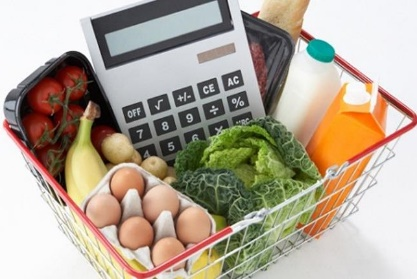 OFF √ +/- CE AC
7 8 9 ÷ %
4 5 6 ×